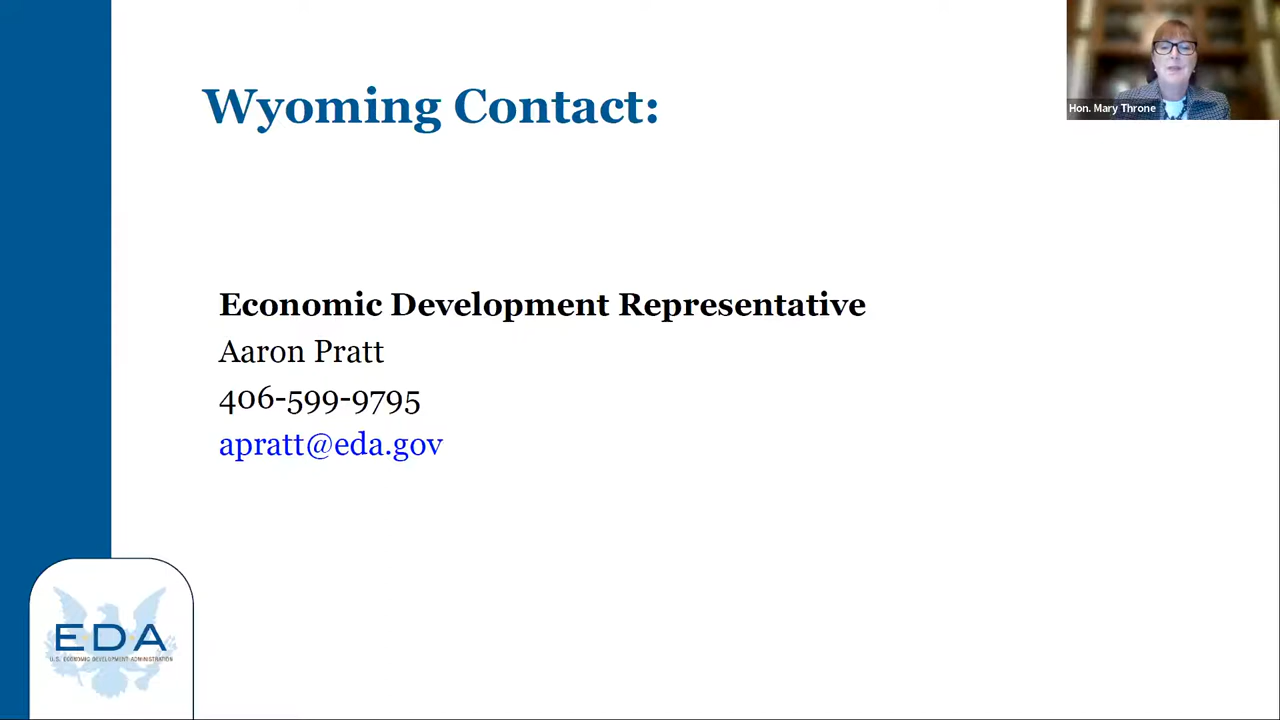 Hon. Mary Throne
Wyoming Contact:
Economic Development Representative
Aaron Pratt
406-599-9795
apratt@eda.gov
EDA
U.S. ECONOMIC DEVELOPMENT ADMINISTRATION